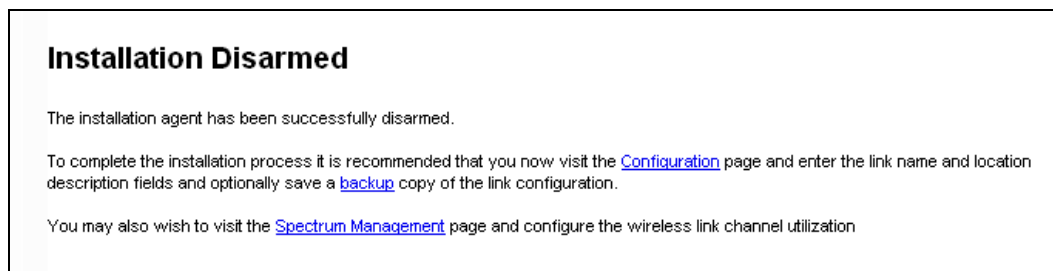 Installation Disarmed
The installation agent has been successfully disarmed.
To complete the installation process it is recommended that you now visit the Configuration page and enter the link name and location
description fields and optionally save a backup copy of the link configuration.
You may also wish to visit the Spectrum Management page and configure the wireless link channel utilization